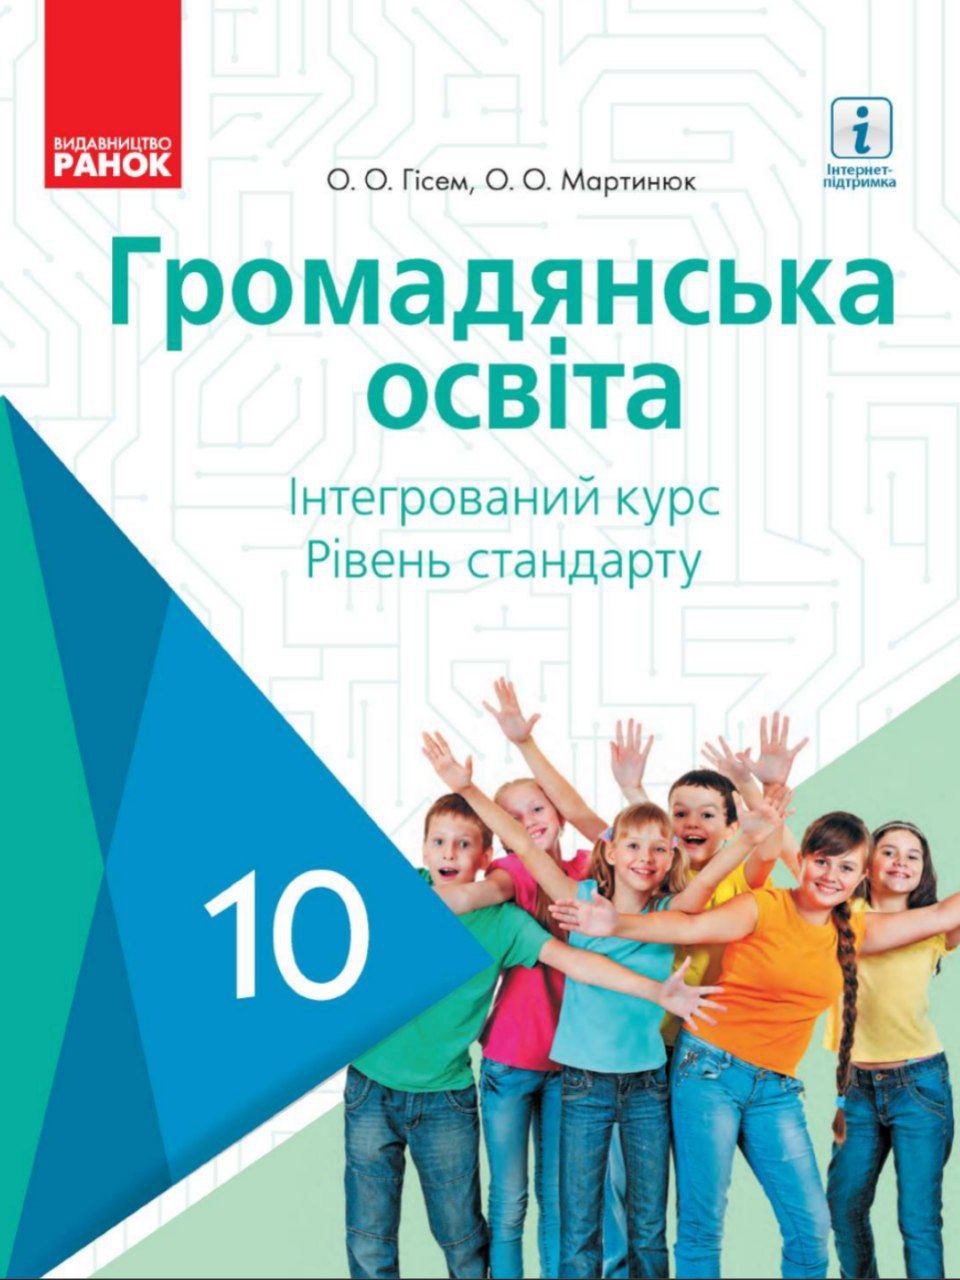 ВИДАВНИЦТВО
РАНОК
Інтернет-
підтримка
О. О. Гісем, О. О. Мартинюк
Громадянська
освіта
Інтегрований курс
Рівень стандарту
10